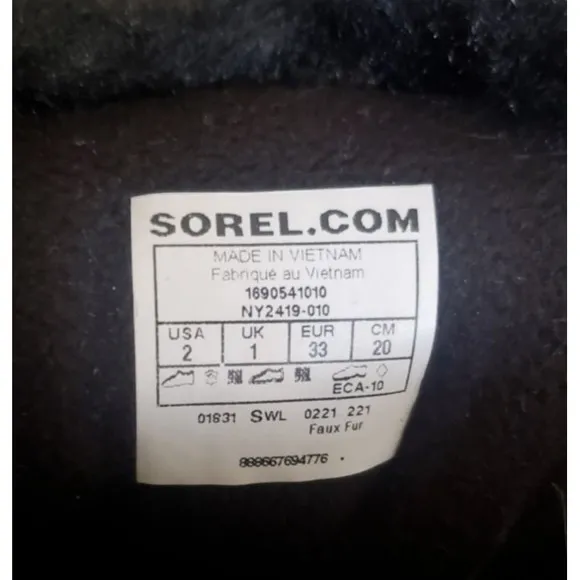 SOREL.COM
MADE IN VIETNAM
Fabriqué au Vietnam
1690541010
NY2419-010
USA UK EUR CM
2 1 33 20
ECA-10
01631 SWL 0221 221
Faux Fur
888667694776